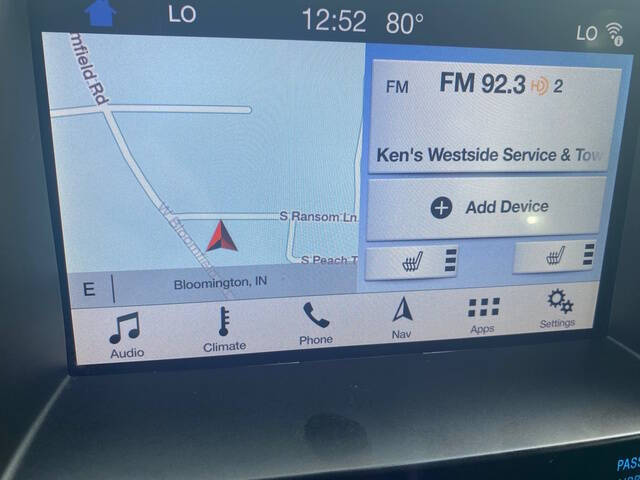 LO 12:52 80° LO
mfield Rd
FM FM 92.3 HD 2
Ken's Westside Service & Tow
Add Device
S Ransom Ln
S Peach T
E Bloomington, IN
Audio Climate Phone Nav Apps Settings
PASS